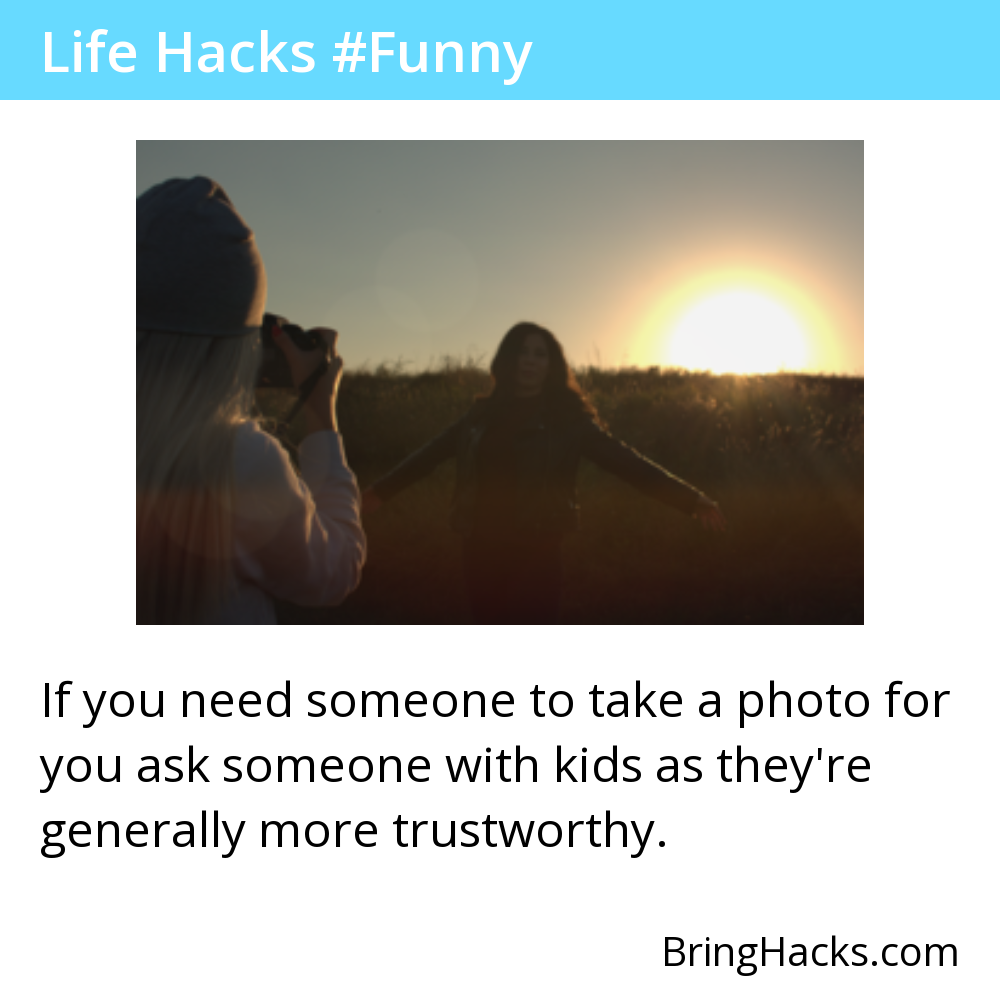 Life Hacks #Funny
If you need someone to take a photo for
you ask someone with kids as they're
generally more trustworthy.
BringHacks.com